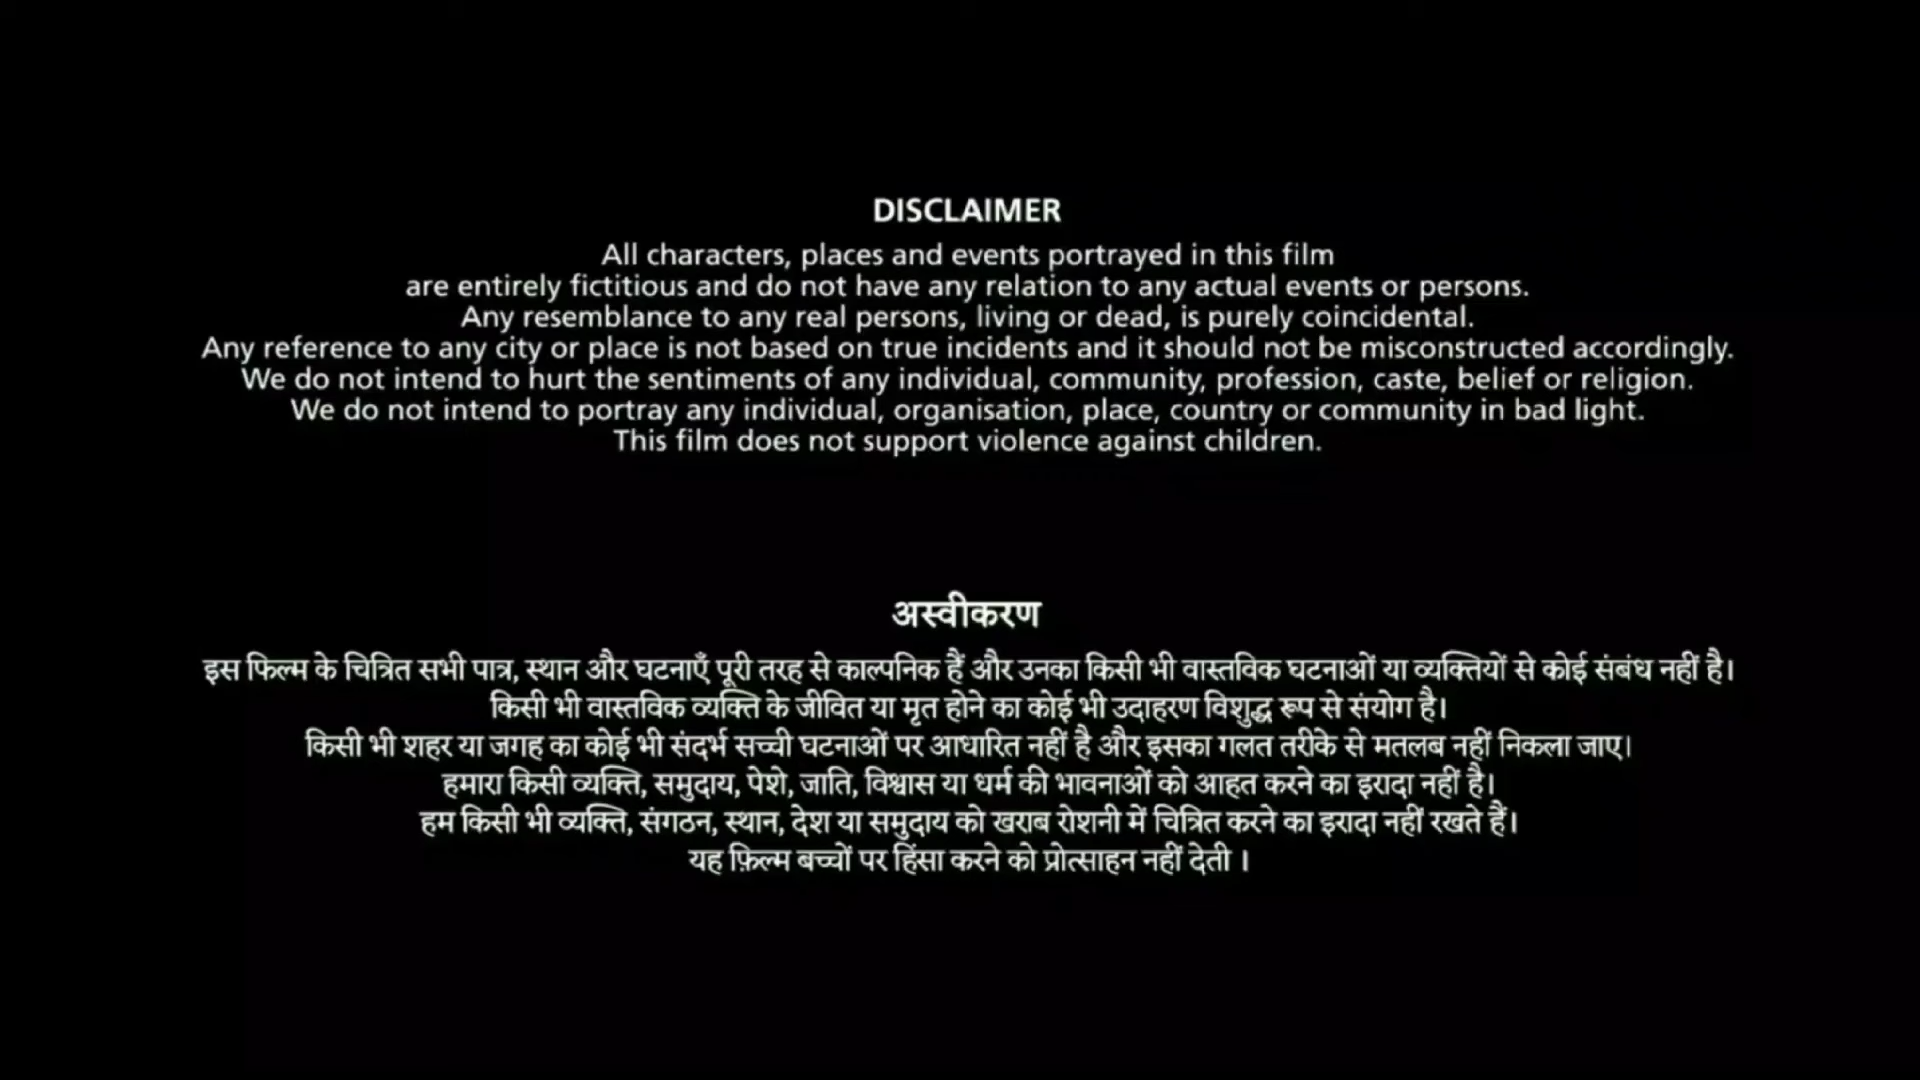 DISCLAIMER
All characters, places and events portrayed in this film
are entirely fictitious and do not have any relation to any actual events or persons.
Any resemblance to any real persons, living or dead, is purely coincidental.
Any reference to any city or place is not based on true incidents and it should not be misconstructed accordingly.
We do not intend to hurt the sentiments of any individual, community, profession, caste, belief or religion.
We do not intend to portray any individual, organisation, place, country or community in bad light.
This film does not support violence against children.
अस्वीकरण
इस फिल्म के चित्रित सभी पात्र, स्थान और घटनाएँ पूरी तरह से काल्पनिक हैं और उनका किसी भी वास्तविक घटनाओं या व्यक्तियों से कोई संबंध नहीं है।
किसी भी वास्तविक व्यक्ति के जीवित या मृत होने का कोई भी उदाहरण विशुद्ध रूप से संयोग है।
किसी भी शहर या जगह का कोई भी संदर्भ सच्ची घटनाओं पर आधारित नहीं है और इसका गलत तरीके से मतलब नहीं निकला जाए।
हमारा किसी व्यक्ति, समुदाय, पेशे, जाति, विश्वास या धर्म की भावनाओं को आहत करने का इरादा नहीं है।
हम किसी भी व्यक्ति, संगठन, स्थान, देश या समुदाय को खराब रोशनी में चित्रित करने का इरादा नहीं रखते हैं।
यह फ़िल्म बच्चों पर हिंसा करने को प्रोत्साहन नहीं देती ।